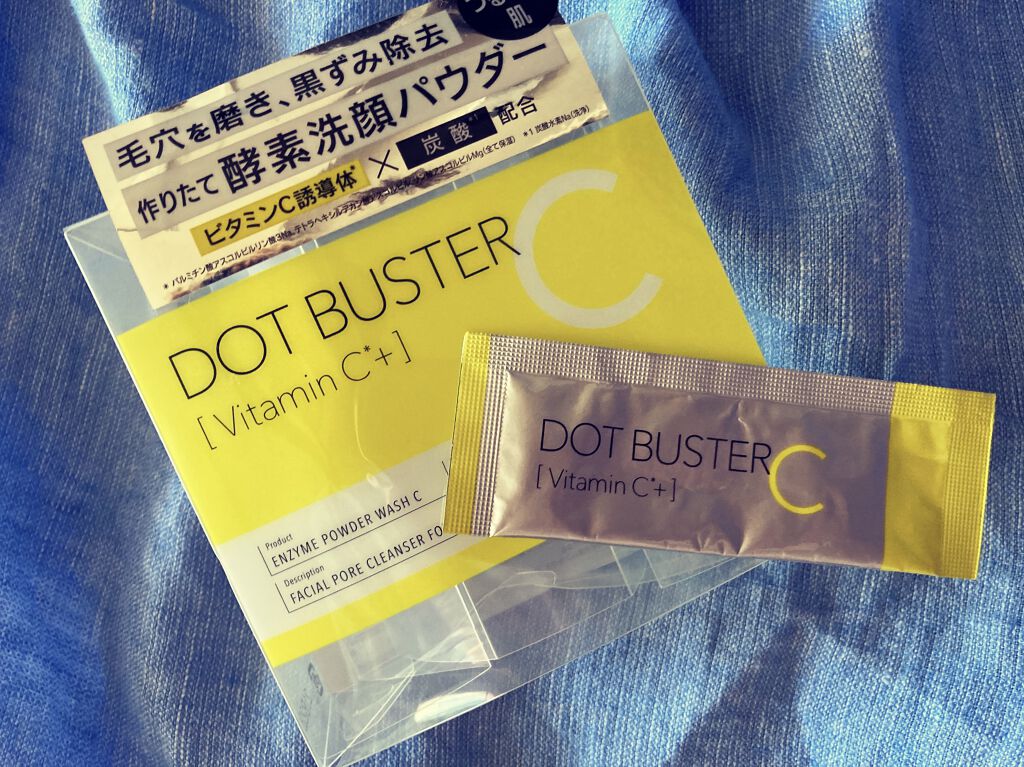 肌
毛穴を磨き、黒ずみ除去
作りたて 酵素洗顔パウダー
ビタミンC誘導体* × 炭酸*1 配合
* パルミチン酸アスコルビルリン酸3Na、テトラヘキシルデカン酸アスコルビル、リン酸アスコルビルMg(全て保湿) *1 炭酸水素Na(洗浄)
DOT BUSTER C
[ Vitamin C*+ ]
Product
ENZYME POWDER WASH C
Description
FACIAL PORE CLEANSER FO
DOT BUSTER C
[ Vitamin C*+ ]